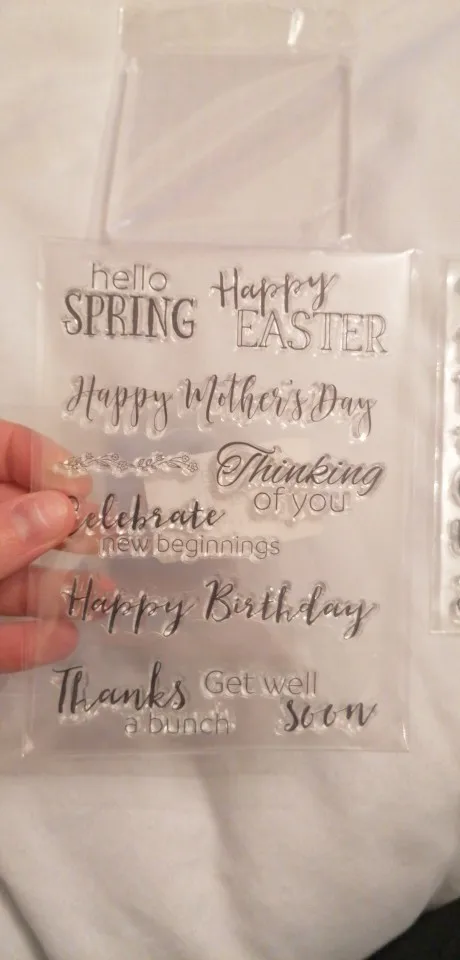 hello
SPRING
Happy
EASTER
Happy Mother's Day
Thinking
of you
Celebrate
new beginnings
Happy Birthday
Thanks
a bunch
Get well
soon